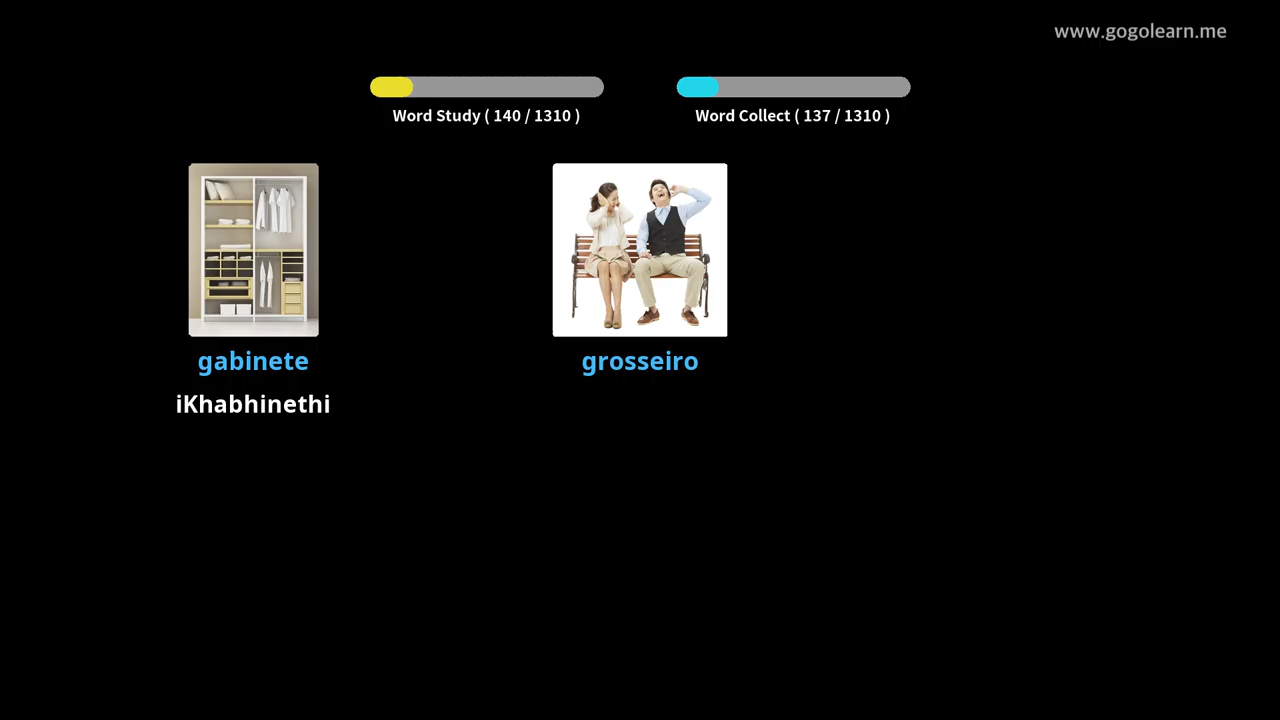 www.gogolearn.me
Word Study ( 140 / 1310 )
Word Collect ( 137 / 1310 )
gabinete
grosseiro
iKhabhinethi